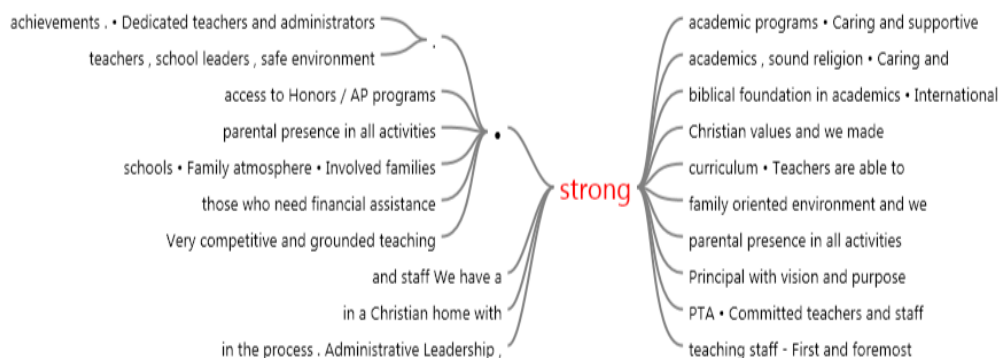 achievements . • Dedicated teachers and administrators
teachers , school leaders , safe environment
.
access to Honors / AP programs
parental presence in all activities
schools • Family atmosphere • Involved families
those who need financial assistance
Very competitive and grounded teaching
•
and staff We have a
in a Christian home with
in the process . Administrative Leadership ,
strong
academic programs • Caring and supportive
academics , sound religion • Caring and
biblical foundation in academics • International
Christian values and we made
curriculum • Teachers are able to
family oriented environment and we
parental presence in all activities
Principal with vision and purpose
PTA • Committed teachers and staff
teaching staff - First and foremost